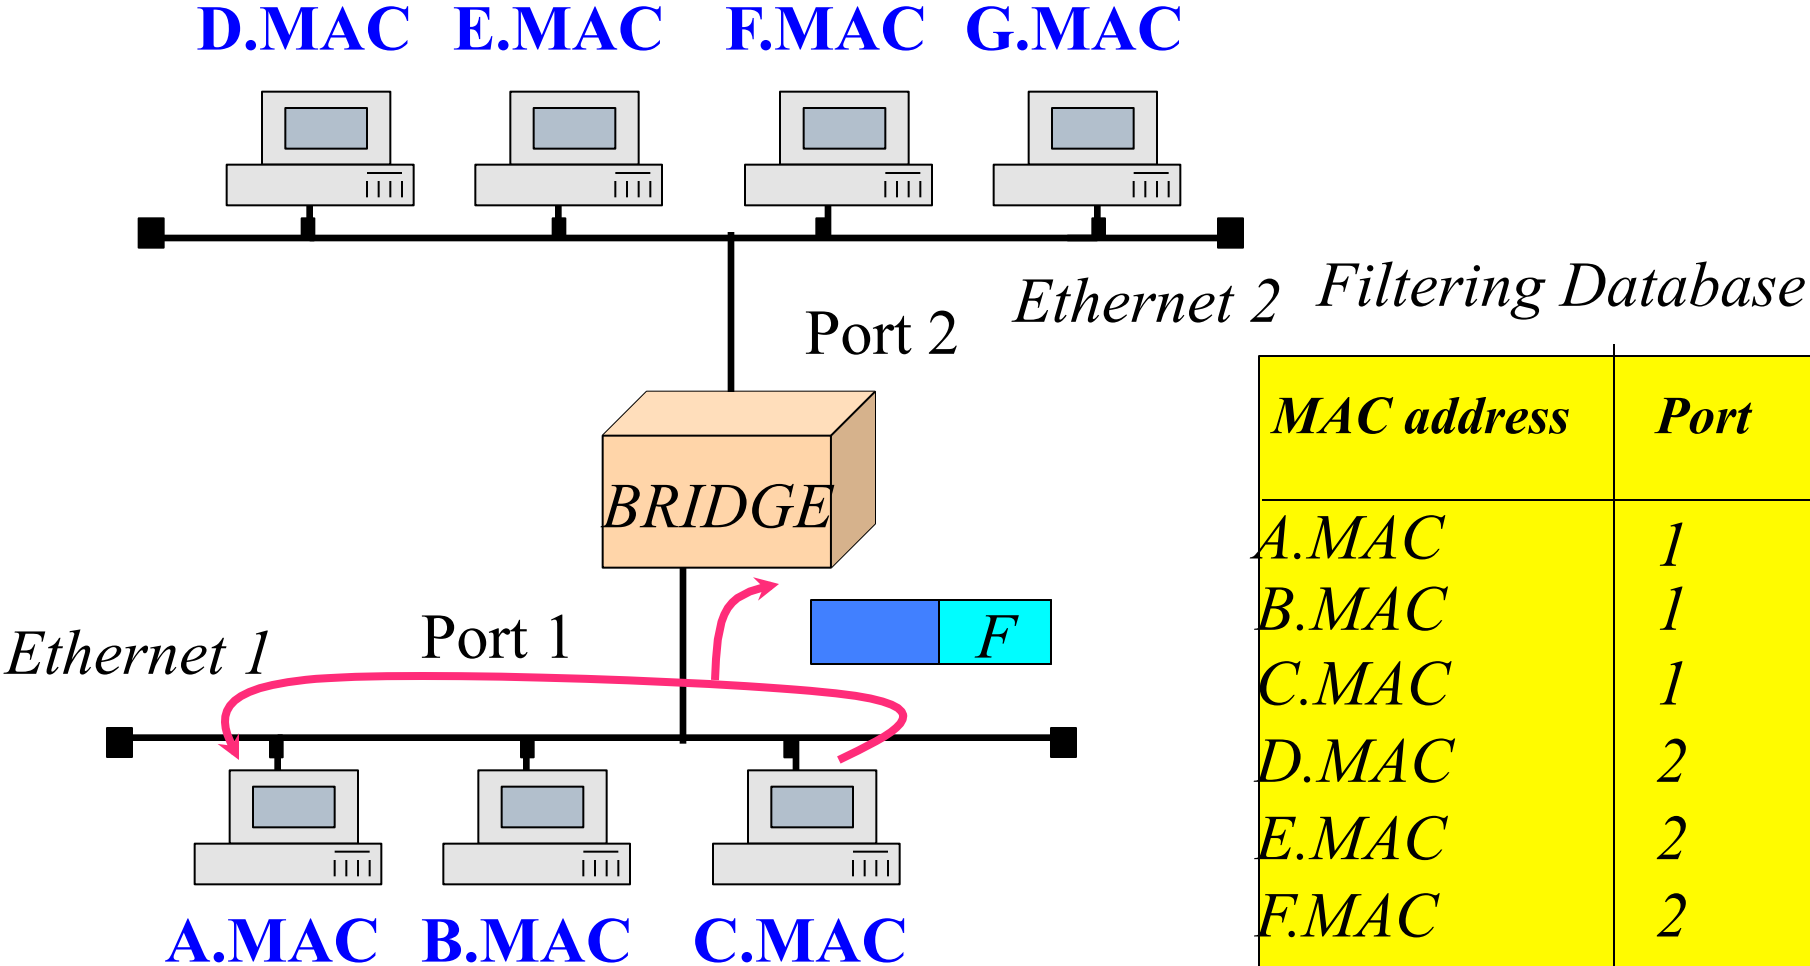 D.MAC E.MAC F.MAC G.MAC
Ethernet 2
Port 2
BRIDGE
Port 1
Ethernet 1
F
A.MAC B.MAC C.MAC
Filtering Database
MAC address Port
A.MAC 1
B.MAC 1
C.MAC 1
D.MAC 2
E.MAC 2
F.MAC 2